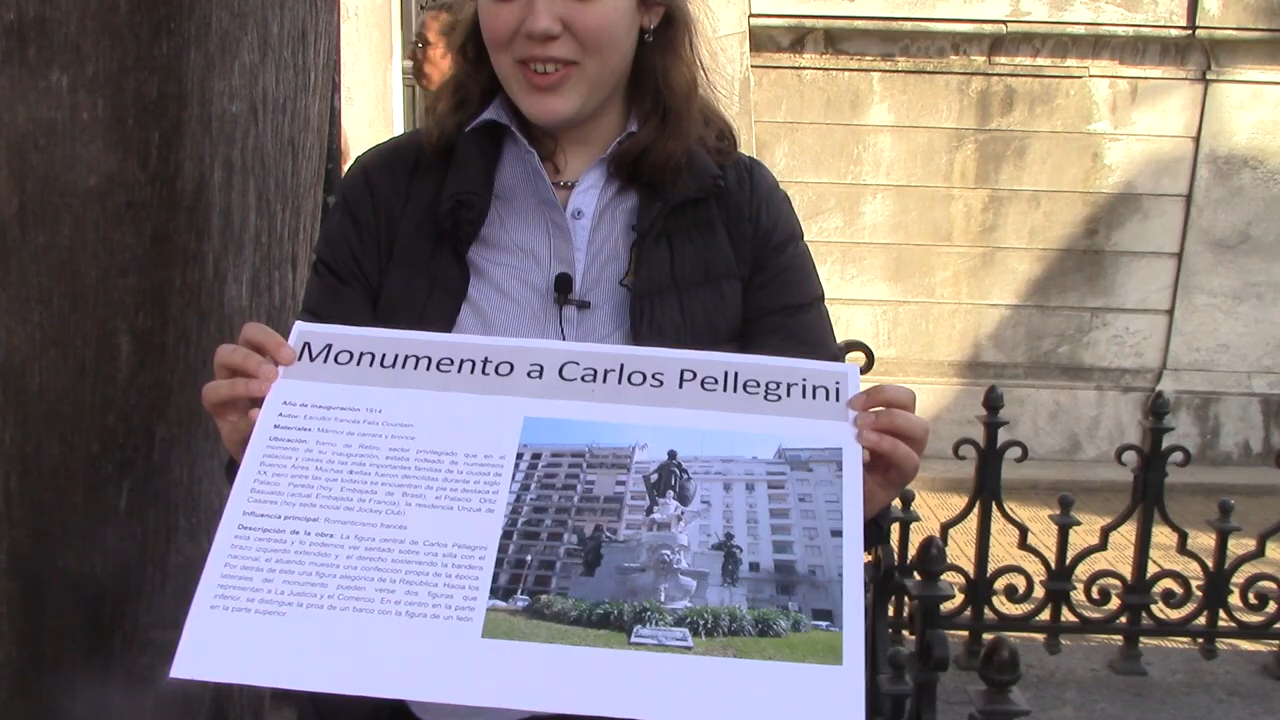 Monumento a Carlos Pellegrini
Año de inauguración: 1914
Autor: Escultor francés Félix Countain
Materiales: Mármol de carrara y bronce
Ubicación: barrio de Retiro, sector privilegiado que en el
momento de su inauguración, estaba rodeado de numerosos
palacios y casas de las más importantes familias de la ciudad de
Buenos Aires. Muchas de ellas fueron demolidas durante el siglo
XX, pero entre las que todavía se encuentran de pie se destaca el
Palacio Pereda (hoy Embajada de Brasil), el Palacio Ortiz
Basualdo (actual Embajada de Francia), la residencia Unzué de
Casares (hoy sede social del Jockey Club)
Influencia principal: Romanticismo francés
Descripción de la obra: La figura central de Carlos Pellegrini
está centrada y lo podemos ver sentado sobre una silla con el
brazo izquierdo extendido y el derecho sosteniendo la bandera
nacional, el atuendo muestra una confección propia de la época.
Por detrás de éste una figura alegórica de la República. Hacia los
laterales del monumento pueden verse dos figuras que
representan a La Justicia y el Comercio. En el centro en la parte
inferior, se distingue la proa de un barco con la figura de un león
en la parte superior.